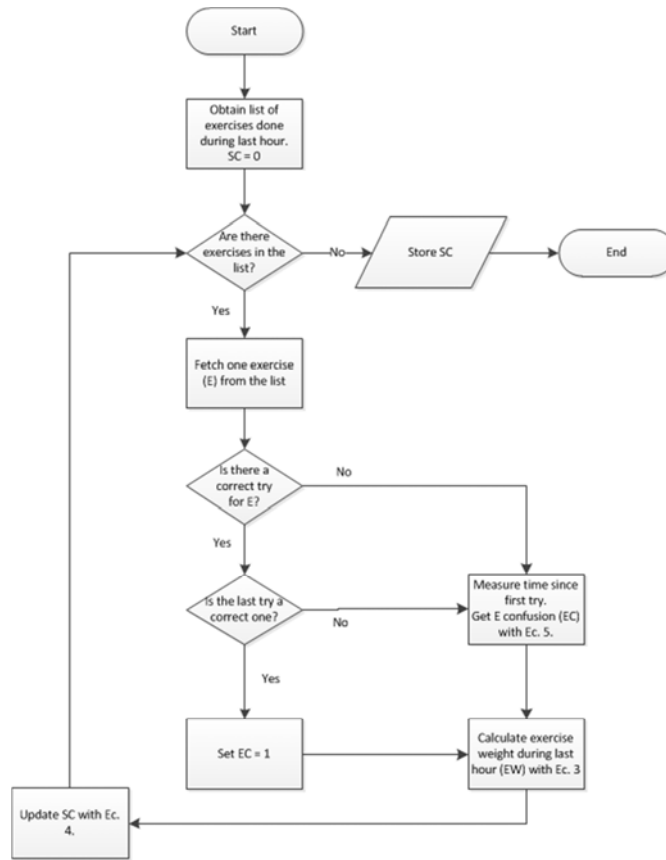 Start
Obtain list of
exercises done
during last hour.
SC = 0
Are there
exercises in the
list?
No
Store SC
End
Yes
Fetch one exercise
(E) from the list
Is there a
correct try
for E?
No
Yes
Is the last try a
correct one?
No
Measure time since
first try.
Get E confusion (EC)
with Ec. 5.
Yes
Set EC = 1
Calculate exercise
weight during last
hour (EW) with Ec. 3
Update SC with Ec.
4.